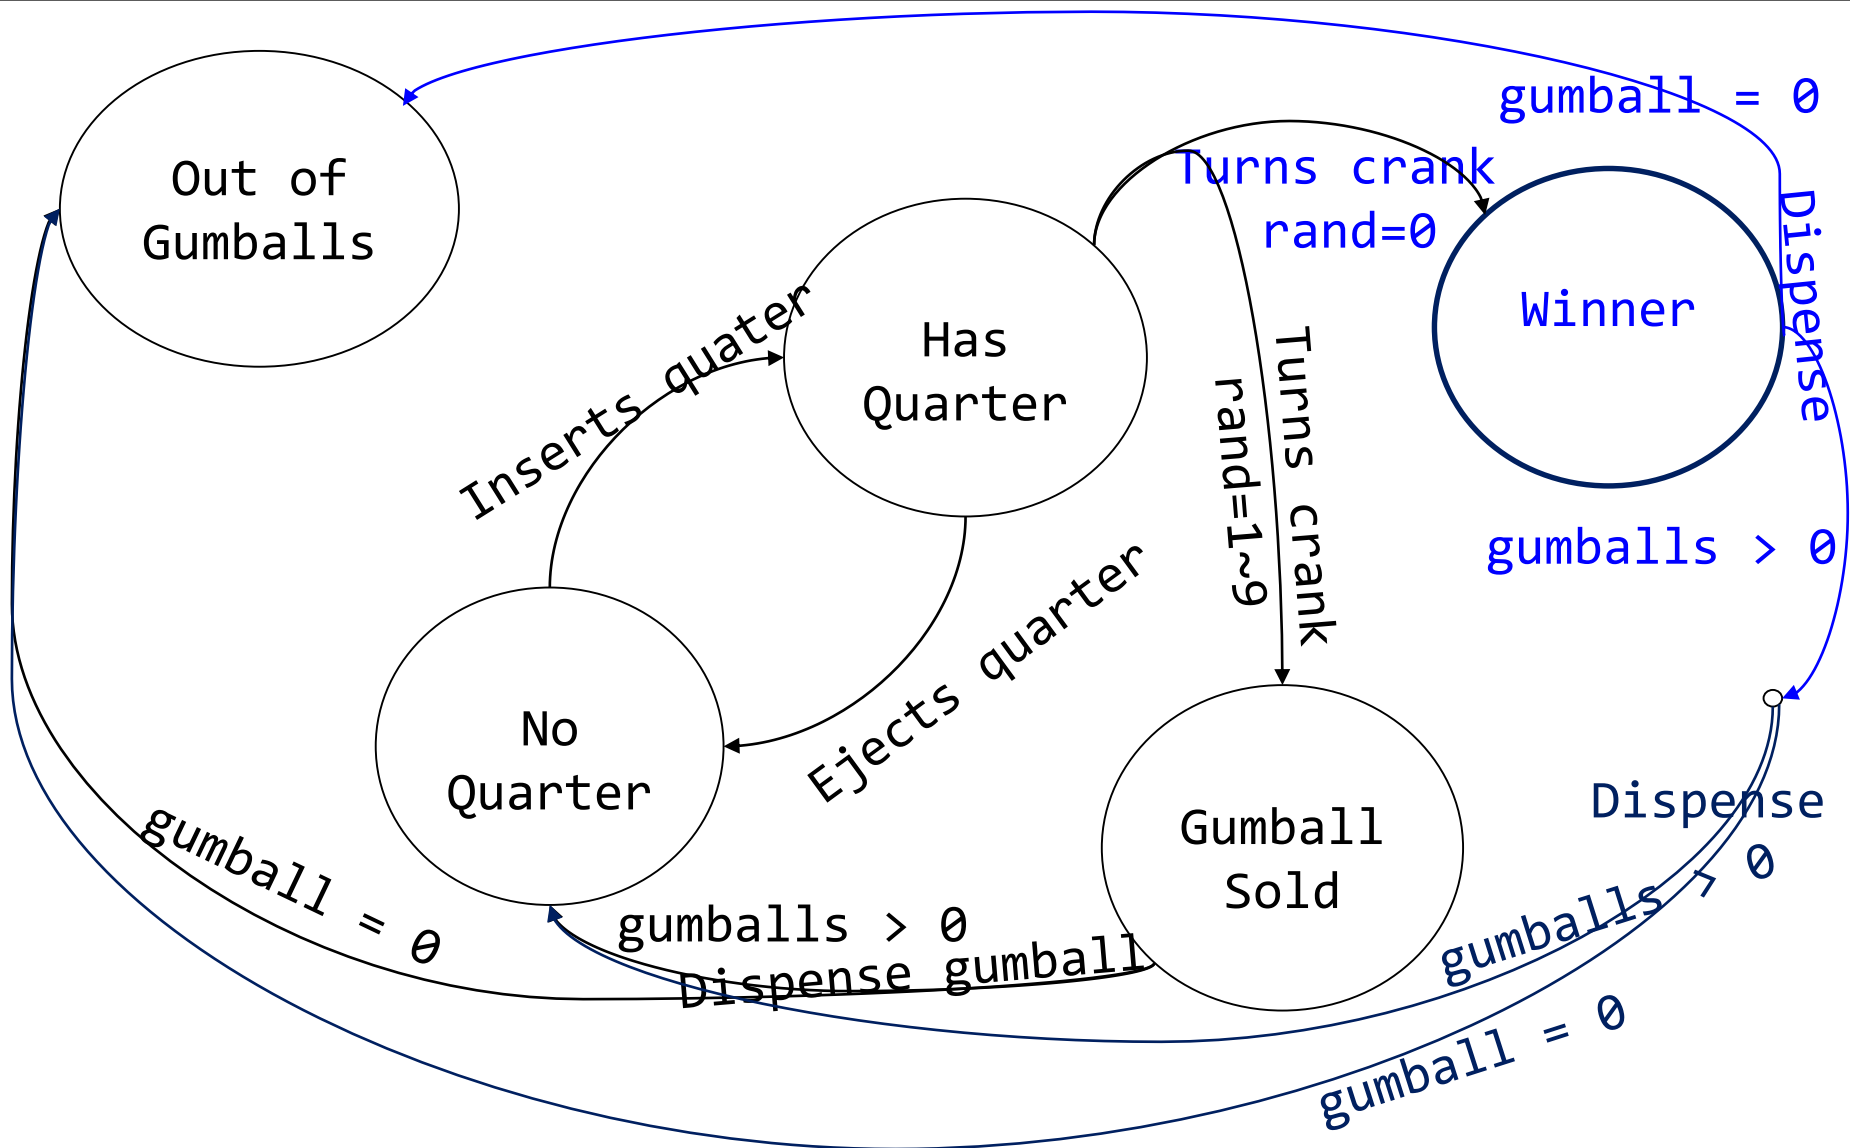 gumball = 0
Out of
Gumballs
Turns crank
rand=0
Dispense
Winner
Has
Quarter
Inserts quater
Turns crank
rand=1~9
gumballs > 0
Ejects quarter
No
Quarter
Gumball
Sold
Dispense
gumballs > 0
gumball = 0
gumballs > 0
Dispense gumball
gumball = 0